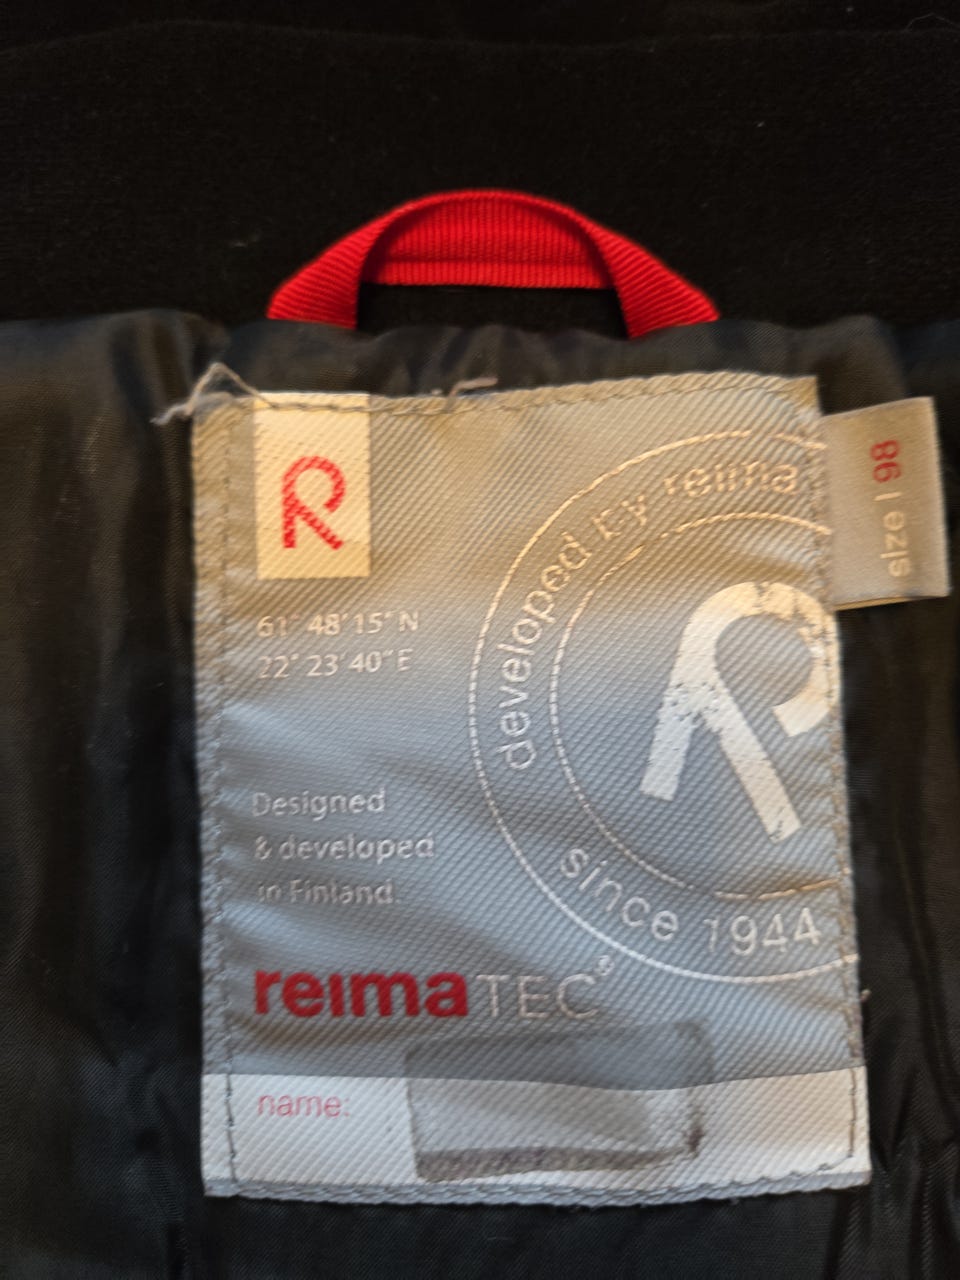 R
61° 48'15"N
22° 23'40"E
Designed
& developed
in Finland.
reimaTEC®
name:
developed by reima
R
since 1944
size | 98